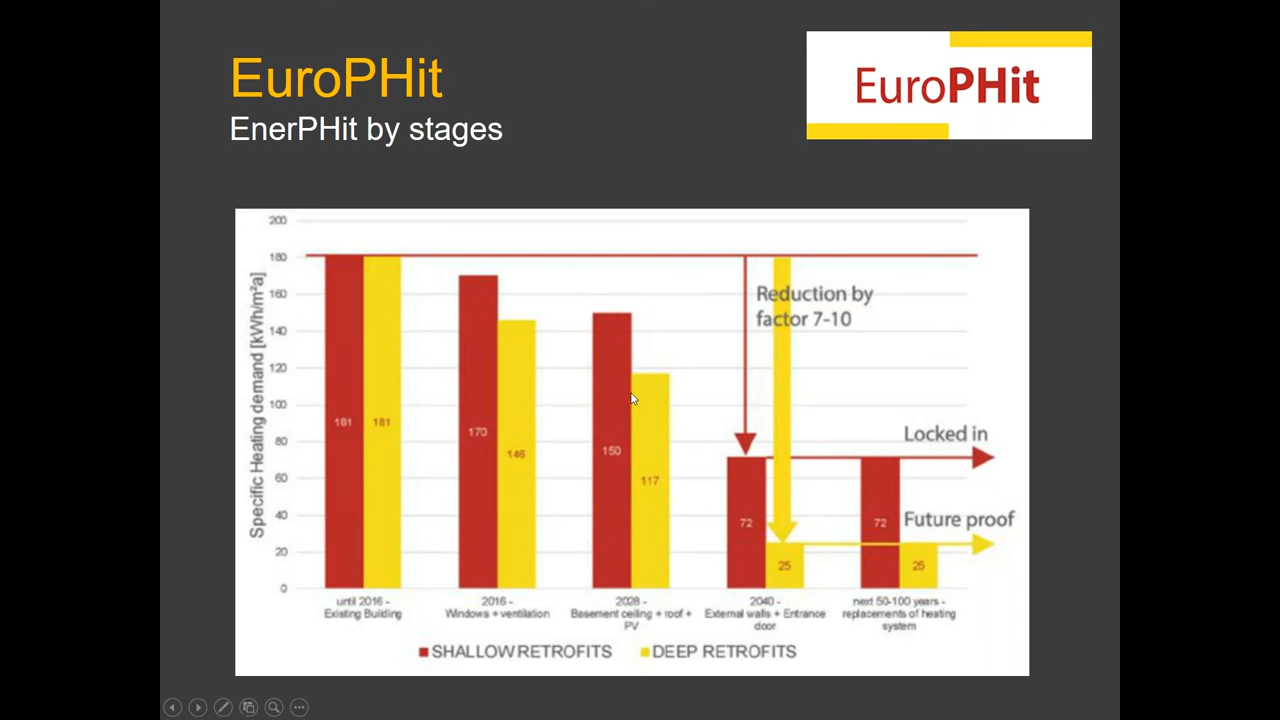 EuroPHit
EnerPHit by stages
EuroPHit
Specific Heating demand [kWh/m²a]
200
180
160
140
120
100
80
60
40
20
0
181
181
170
146
150
117
72
25
72
25
Reduction by
factor 7-10
Locked in
Future proof
until 2016 -
Existing Building
2016 -
Windows + ventilation
2028 -
Basement ceiling + roof +
PV
2040 -
External walls + Entrance
door
next 50-100 years -
replacements of heating
system
SHALLOW RETROFITS
DEEP RETROFITS